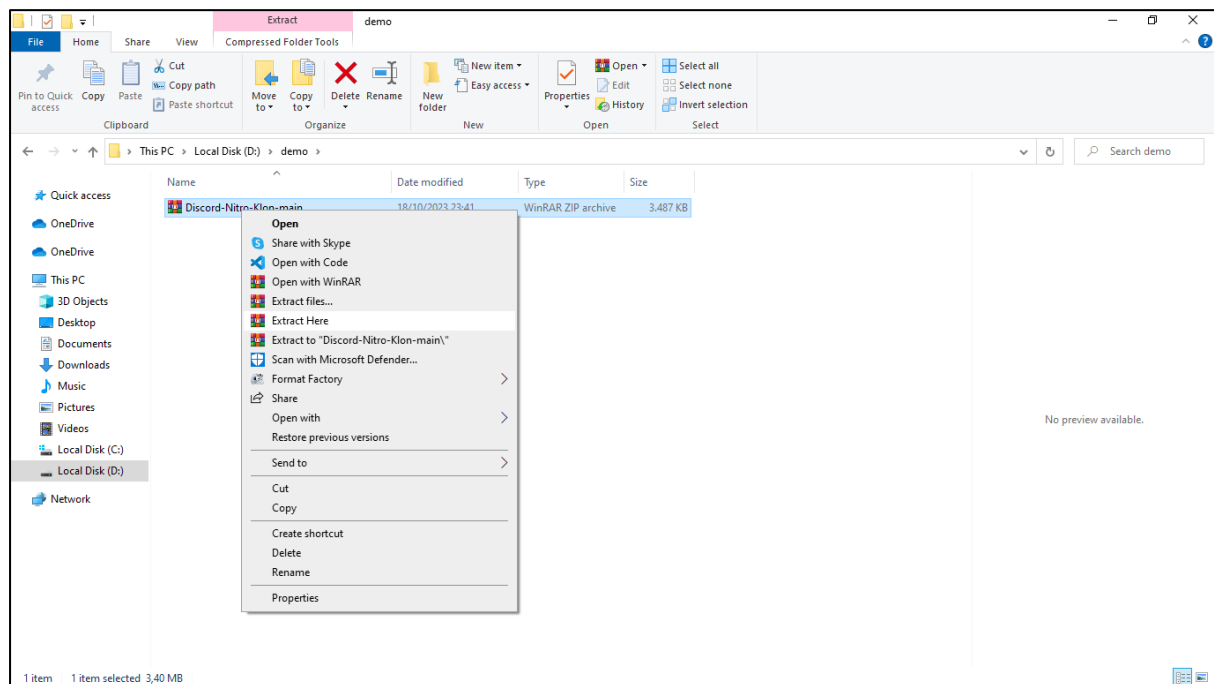 Extract demo
File Home Share View Compressed Folder Tools
Pin to Quick access
Copy
Paste
Cut
Copy path
Paste shortcut
Clipboard
Move to
Copy to
Delete
Rename
Organize
New folder
New item
Easy access
New
Properties
Open
Edit
History
Open
Select all
Select none
Invert selection
Select
This PC > Local Disk (D:) > demo >
Search demo
Name Date modified Type Size
Discord-Nitro-Klon-main 18/10/2023 23:41 WinRAR ZIP archive 3.487 KB
Quick access
OneDrive
OneDrive
This PC
3D Objects
Desktop
Documents
Downloads
Music
Pictures
Videos
Local Disk (C:)
Local Disk (D:)
Network
Open
Share with Skype
Open with Code
Open with WinRAR
Extract files...
Extract Here
Extract to "Discord-Nitro-Klon-main\"
Scan with Microsoft Defender...
Format Factory
Share
Open with
Restore previous versions
Send to
Cut
Copy
Create shortcut
Delete
Rename
Properties
No preview available.
1 item 1 item selected 3,40 MB